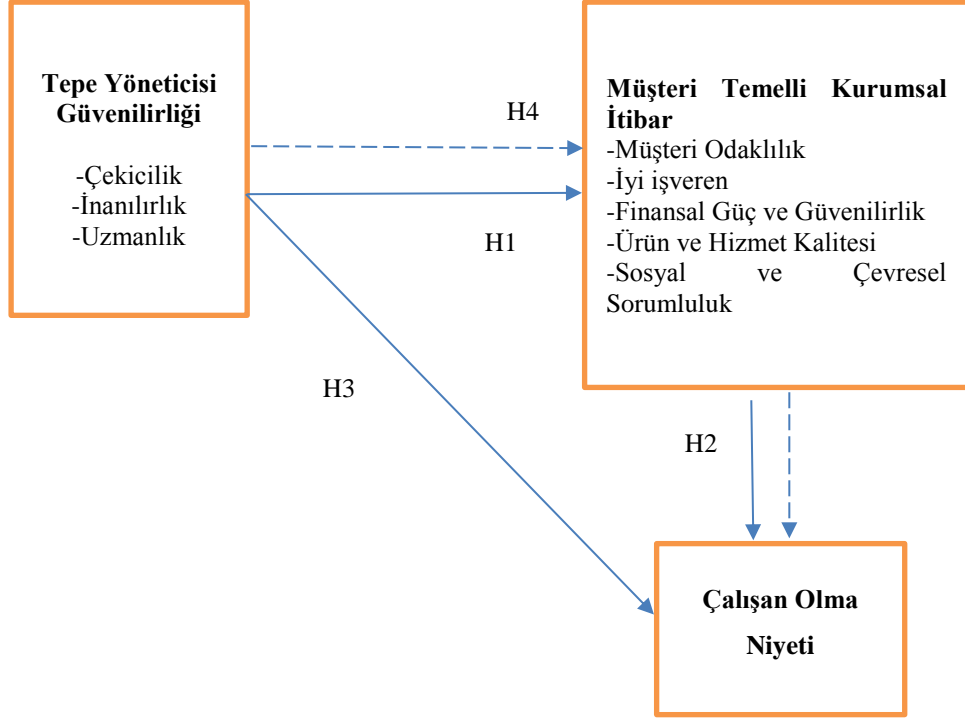 Tepe Yöneticisi
Güvenilirliği
-Çekicilik
-İnanılırlık
-Uzmanlık
H4
H1
Müşteri Temelli Kurumsal
İtibar
-Müşteri Odaklılık
-İyi işveren
-Finansal Güç ve Güvenilirlik
-Ürün ve Hizmet Kalitesi
-Sosyal ve Çevresel
Sorumluluk
H3
H2
Çalışan Olma
Niyeti